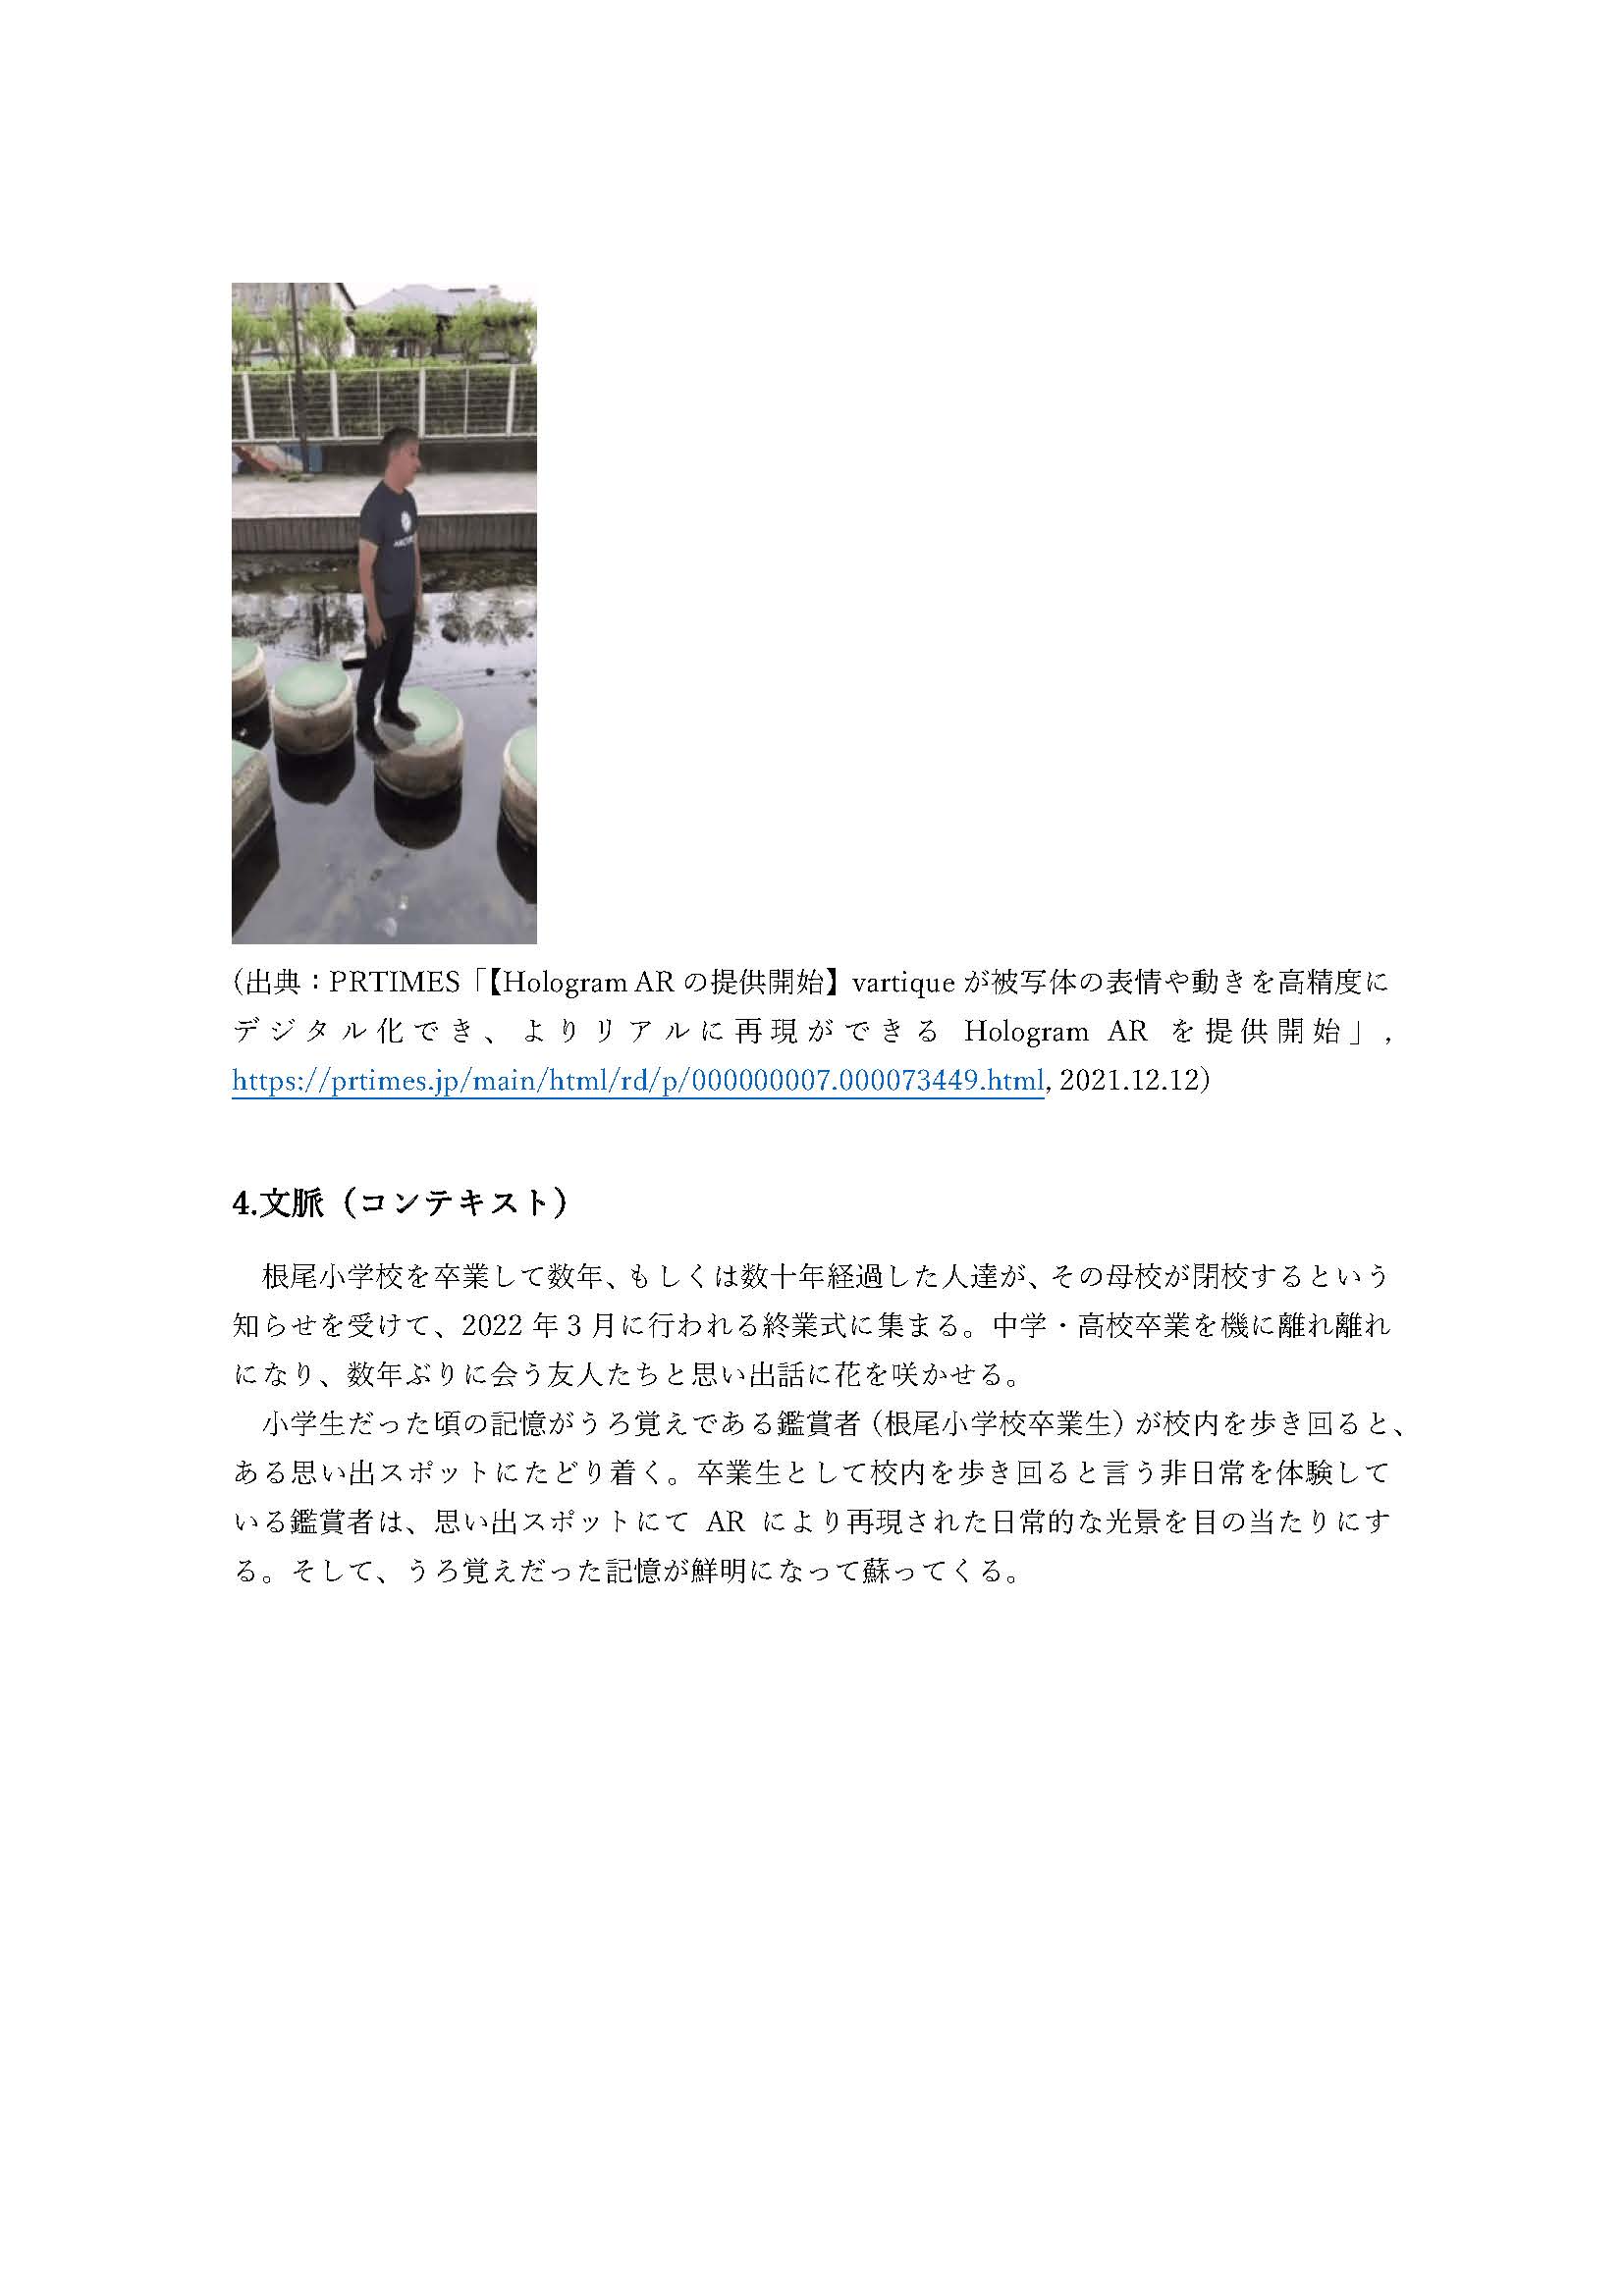 (出典：PRTIMES「【Hologram AR の提供開始】vartique が被写体の表情や動きを高精度に
デジタル化でき、よりリアルに再現ができる Hologram AR を提供開始」,
https://prtimes.jp/main/html/rd/p/000000007.000073449.html, 2021.12.12)
4.文脈（コンテキスト）
根尾小学校を卒業して数年、もしくは数十年経過した人達が、その母校が閉校するという
知らせを受けて、2022 年 3 月に行われる終業式に集まる。中学・高校卒業を機に離れ離れ
になり、数年ぶりに会う友人たちと思い出話に花を咲かせる。
小学生だった頃の記憶がうろ覚えである鑑賞者（根尾小学校卒業生）が校内を歩き回ると、
ある思い出スポットにたどり着く。卒業生として校内を歩き回ると言う非日常を体験して
いる鑑賞者は、思い出スポットにて AR により再現された日常的な光景を目の当たりにす
る。そして、うろ覚えだった記憶が鮮明になって蘇ってくる。